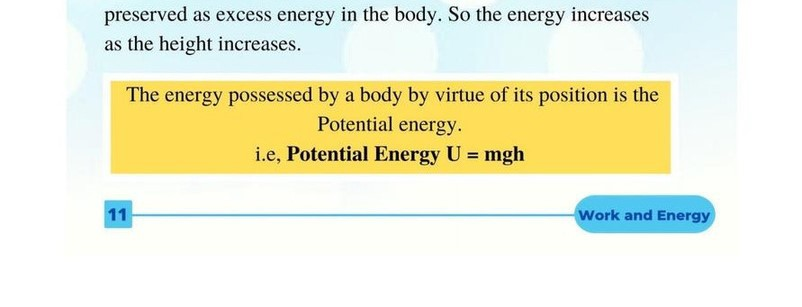 preserved as excess energy in the body. So the energy increases
as the height increases.
The energy possessed by a body by virtue of its position is the
Potential energy.
i.e, Potential Energy U = mgh
11
Work and Energy